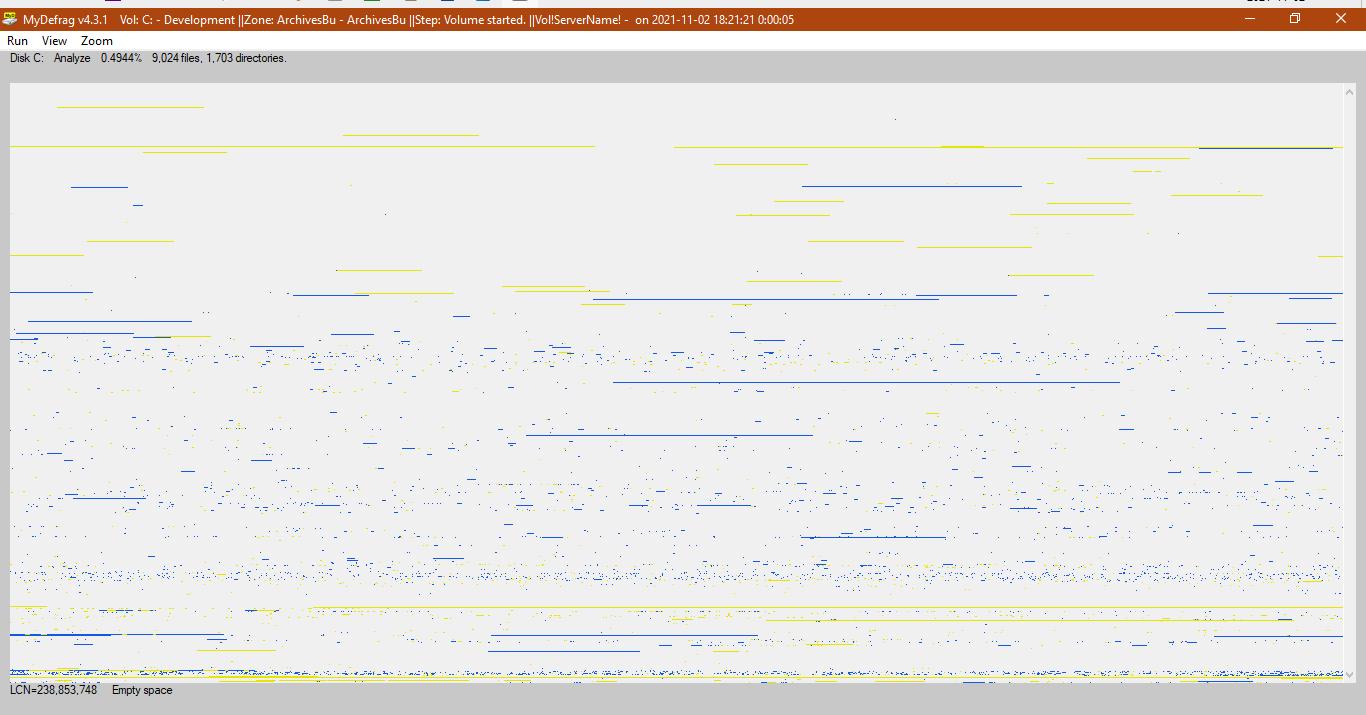 MyDefrag v4.3.1 Vol: C: - Development ||Zone: ArchivesBu - ArchivesBu ||Step: Volume started. ||Vol!ServerName! - on 2021-11-02 18:21:21 0:00:05
Run View Zoom
Disk C: Analyze 0.4944% 9,024 files, 1,703 directories.
LCN=238,853,748 Empty space